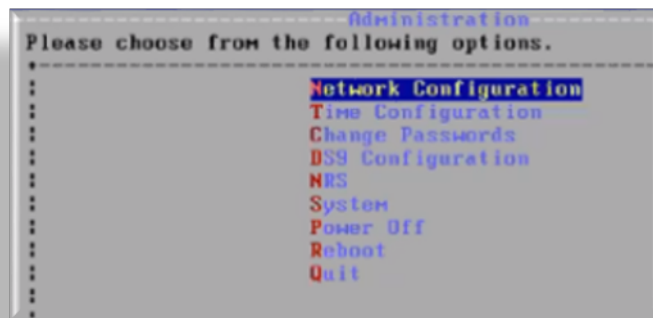 Administration
Please choose from the following options.
Network Configuration
Time Configuration
Change Passwords
DS9 Configuration
NRS
System
Power Off
Reboot
Quit